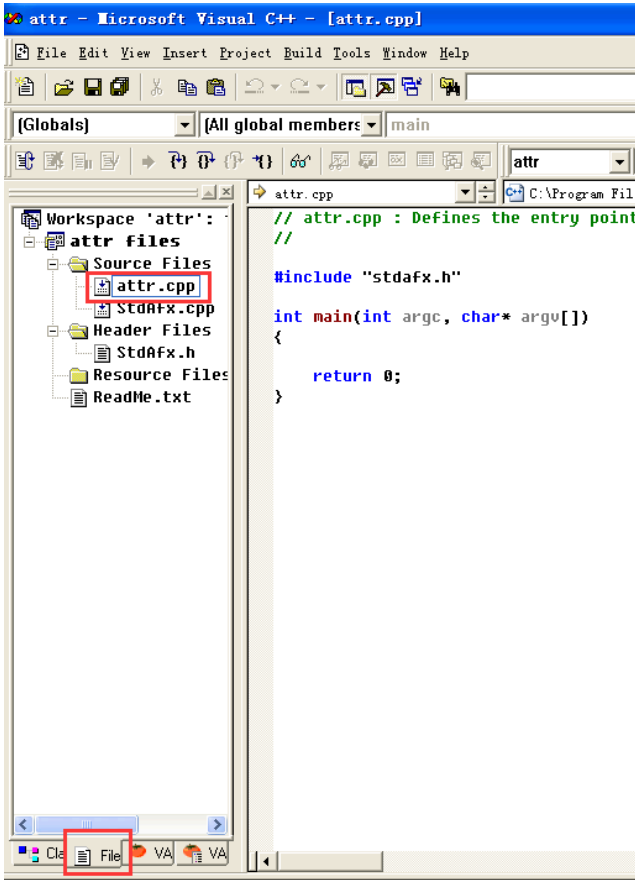 attr - Microsoft Visual C++ - [attr.cpp]
File Edit View Insert Project Build Tools Window Help
(Globals) (All global members main
attr
attr.cpp C:\Program Fil
Workspace 'attr':
attr files
Source Files
attr.cpp
StdAfx.cpp
Header Files
StdAfx.h
Resource Files
ReadMe.txt
// attr.cpp : Defines the entry point
//
#include "stdafx.h"
int main(int argc, char* argv[])
{
return 0;
}
Cla File VA VA